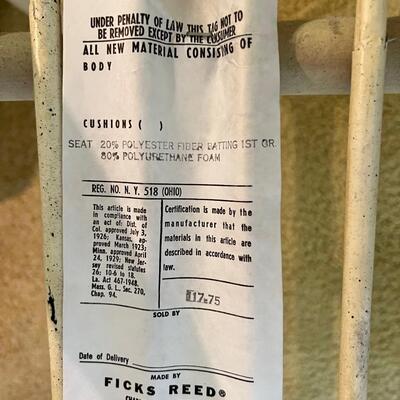 UNDER PENALTY OF LAW THIS TAG NOT TO
BE REMOVED EXCEPT BY THE CONSUMER
ALL NEW MATERIAL CONSISTING OF
BODY
CUSHIONS ( )
SEAT 20% POLYESTER FIBER BATTING 1ST GR.
80% POLYURETHANE FOAM
REG. NO. N. Y. 518 (OHIO)
This article is made
in compliance with
an act of: Dist. of
Col. approved July 3,
1926; Kansas, ap-
proved March 1923;
Minn. approved April
24, 1929; New Jer-
sey revised statutes
26; 10-6 to 18.
La. Act 467-1948.
Mass. G. L., Sec. 270,
Chap. 94.
Certification is made by the
manufacturer that the
materials in this article are
described in accordance with
law.
1175
SOLD BY
Date of Delivery
MADE BY
FICKS REED®